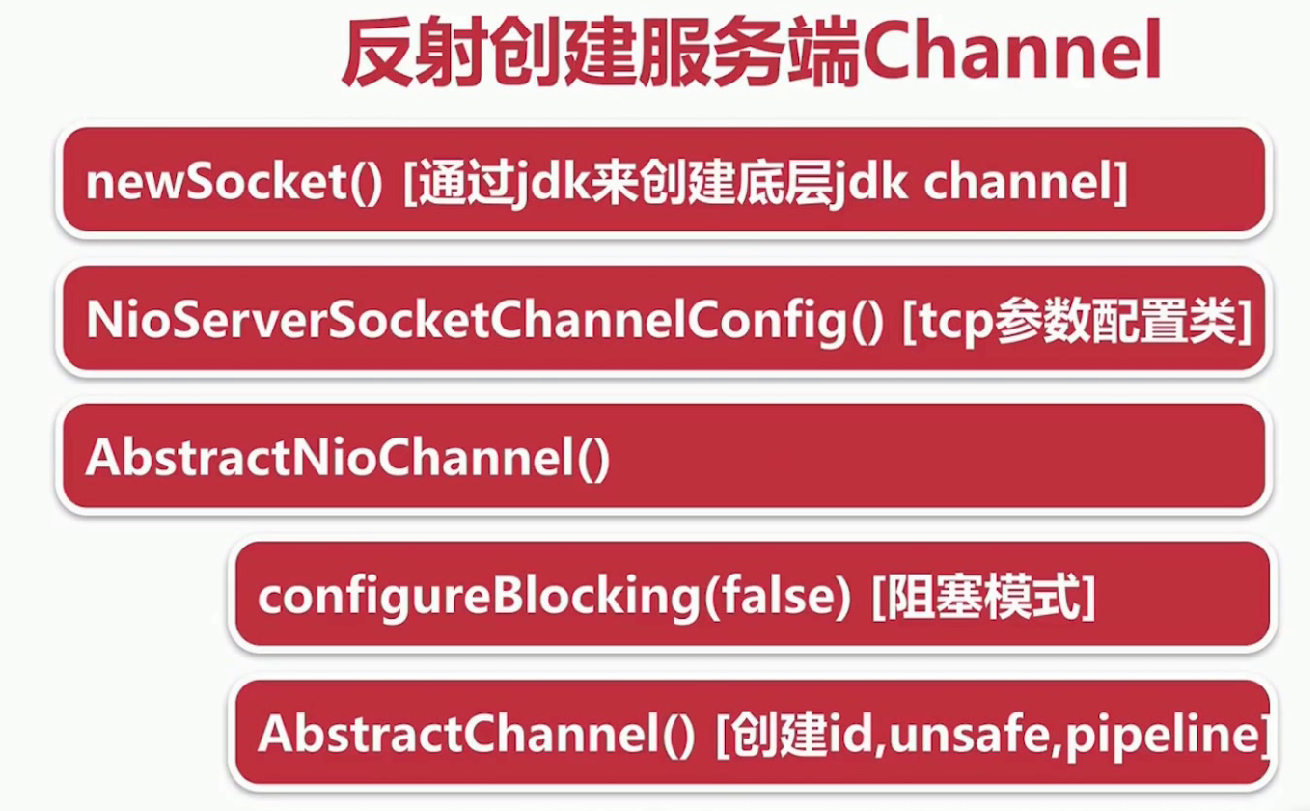 反射创建服务端Channel
newSocket() [通过jdk来创建底层jdk channel]
NioServerSocketChannelConfig() [tcp参数配置类]
AbstractNioChannel()
configureBlocking(false) [阻塞模式]
AbstractChannel() [创建id,unsafe,pipeline]